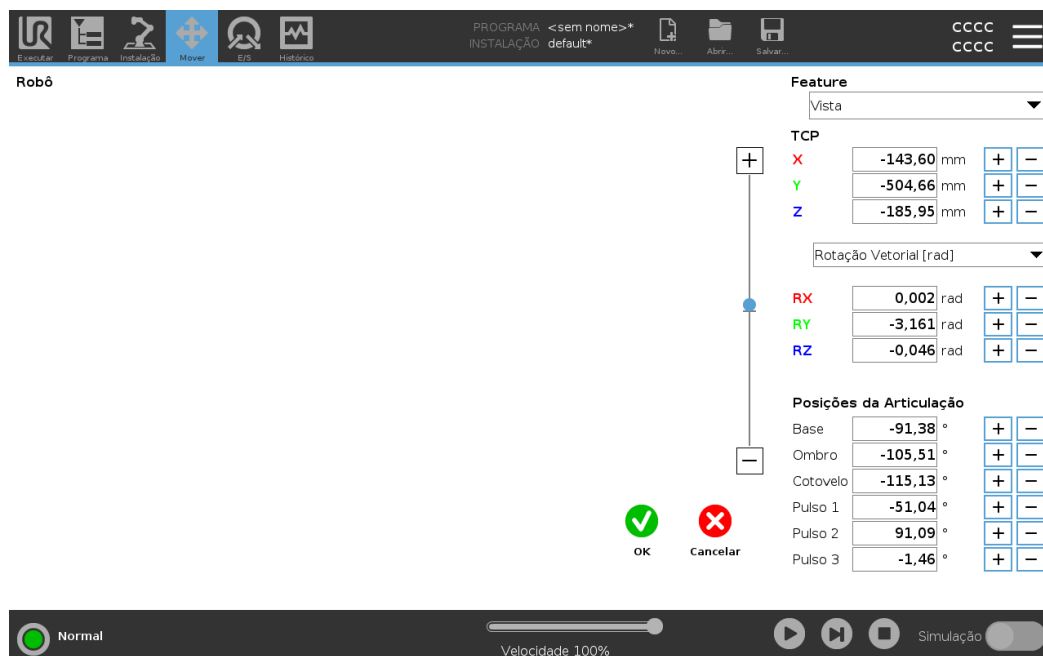 PROGRAMA <sem nome>*
INSTALAÇÃO default*
CCCC
CCCC
Executar Programa Instalação Mover E/S Histórico Novo... Abrir... Salvar...
Robô
Feature
Vista
TCP
X -143,60 mm + −
Y -504,66 mm + −
Z -185,95 mm + −
Rotação Vetorial [rad]
RX 0,002 rad + −
RY -3,161 rad + −
RZ -0,046 rad + −
Posições da Articulação
Base -91,38 ° + −
Ombro -105,51 ° + −
Cotovelo -115,13 ° + −
Pulso 1 -51,04 ° + −
Pulso 2 91,09 ° + −
Pulso 3 -1,46 ° + −
+
−
OK Cancelar
Normal
Velocidade 100%
Simulação